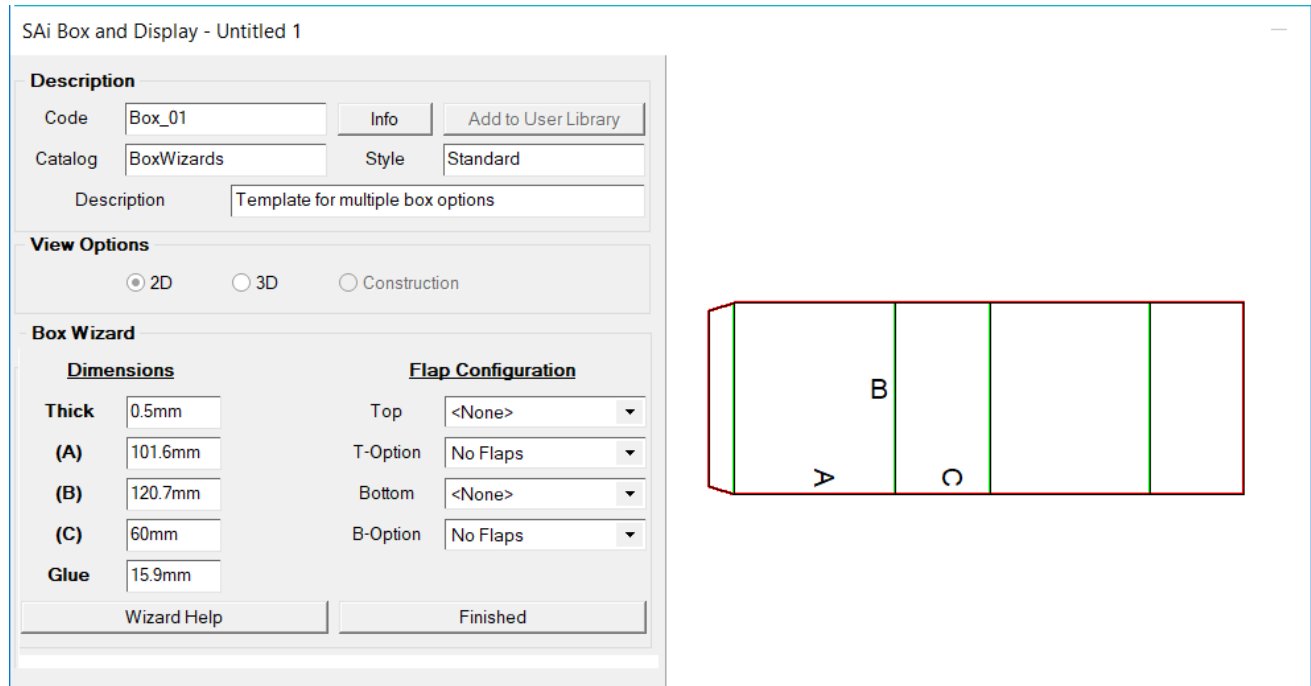 SAi Box and Display - Untitled 1
Description
Code Box_01 Info Add to User Library
Catalog BoxWizards Style Standard
Description Template for multiple box options
View Options
2D 3D Construction
Box Wizard
Dimensions Flap Configuration
Thick 0.5mm Top <None>
(A) 101.6mm T-Option No Flaps
(B) 120.7mm Bottom <None>
(C) 60mm B-Option No Flaps
Glue 15.9mm
Wizard Help Finished
B
A C